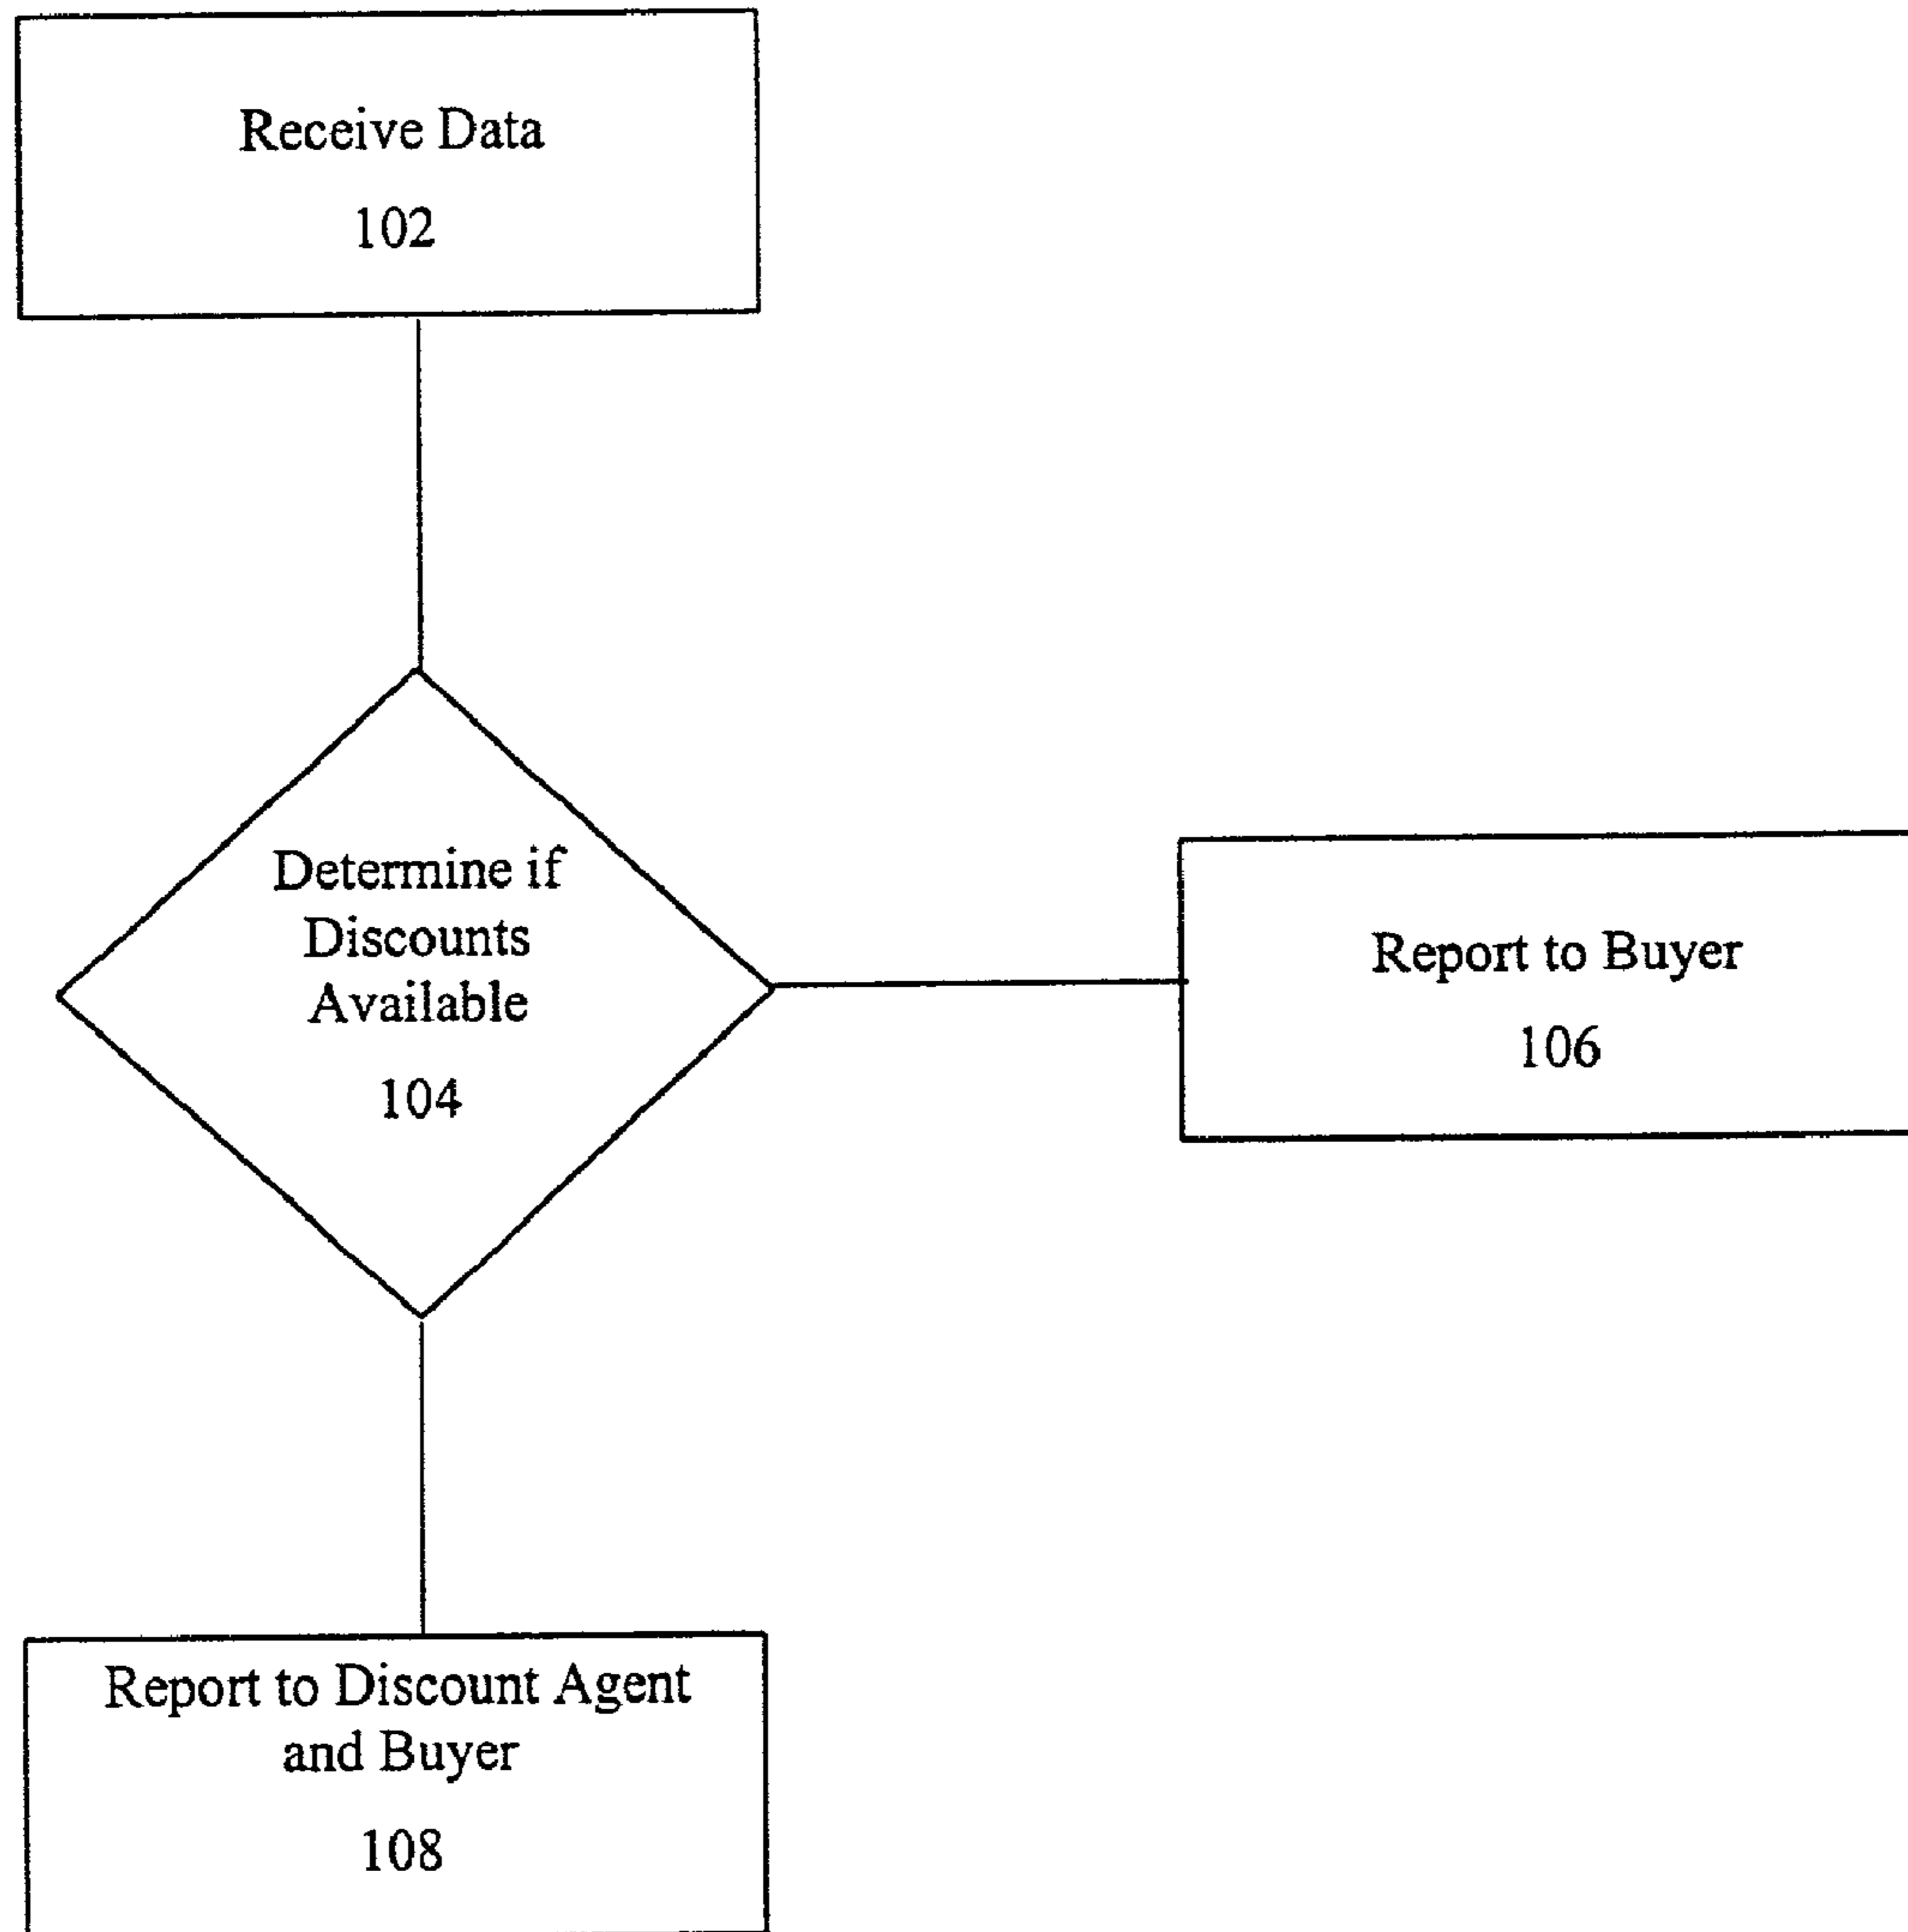 Receive Data
102
Determine if
Discounts
Available
104
Report to Buyer
106
Report to Discount Agent
and Buyer
108